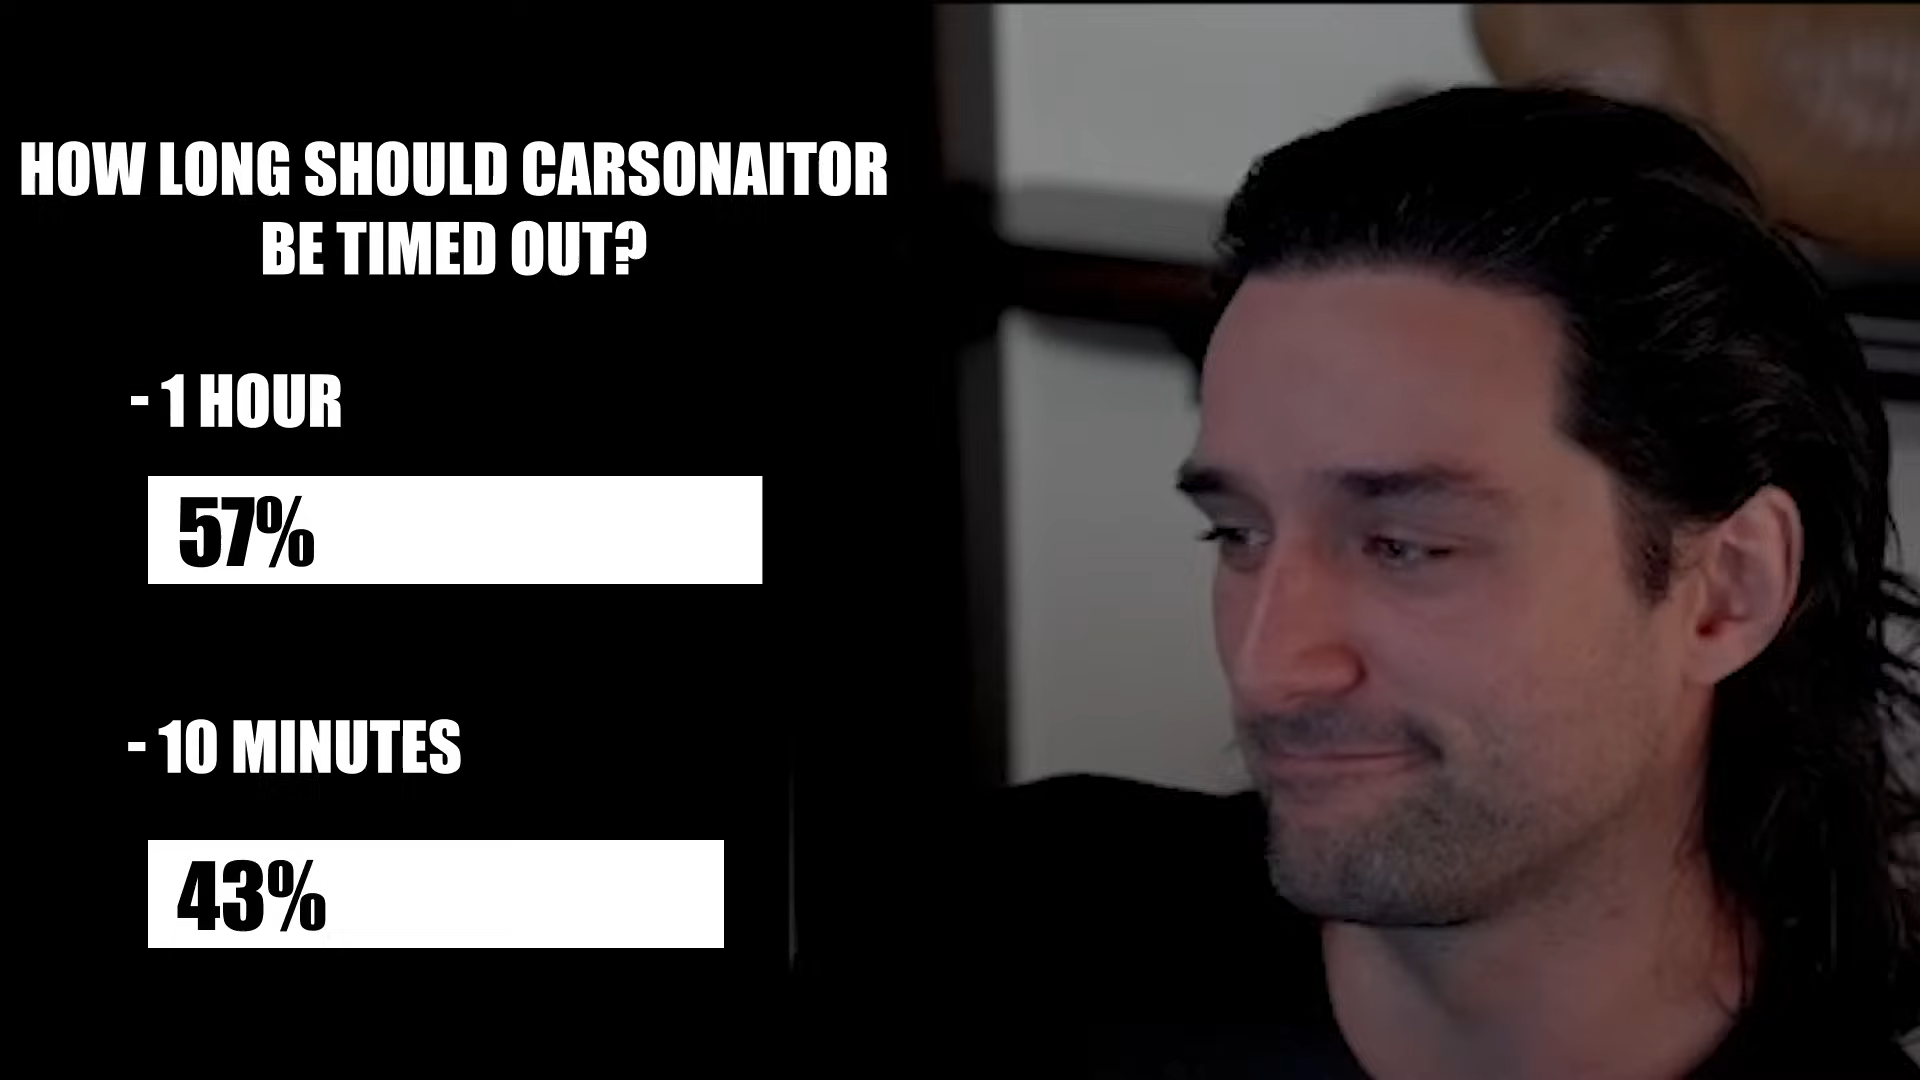 HOW LONG SHOULD CARSONAITOR
BE TIMED OUT?
- 1 HOUR
57%
- 10 MINUTES
43%